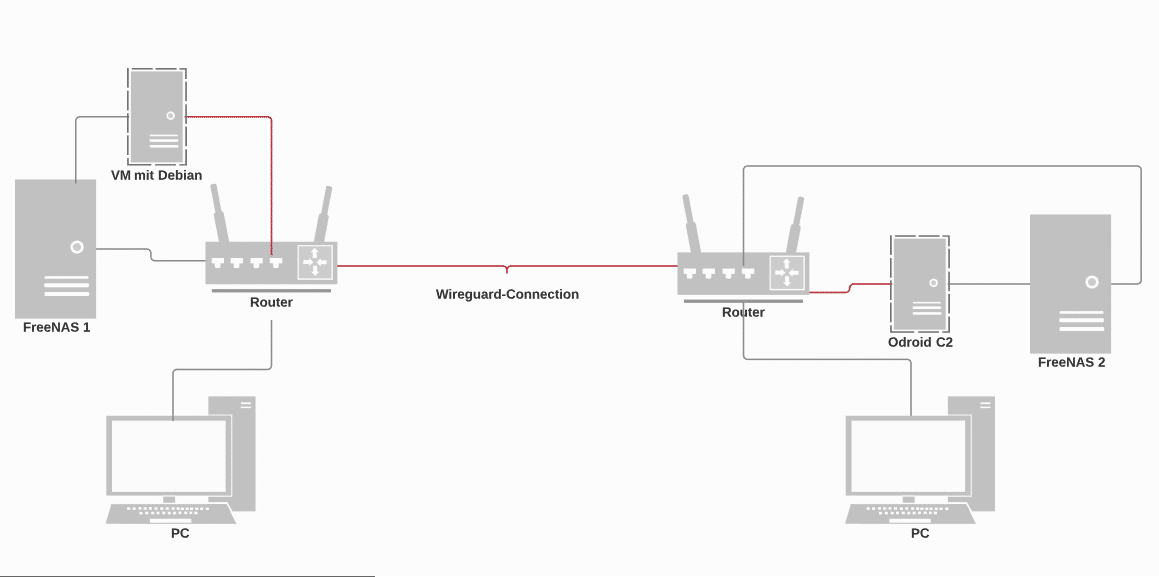 VM mit Debian
FreeNAS 1
Router
Wireguard-Connection
Router
Odroid C2
FreeNAS 2
PC
PC